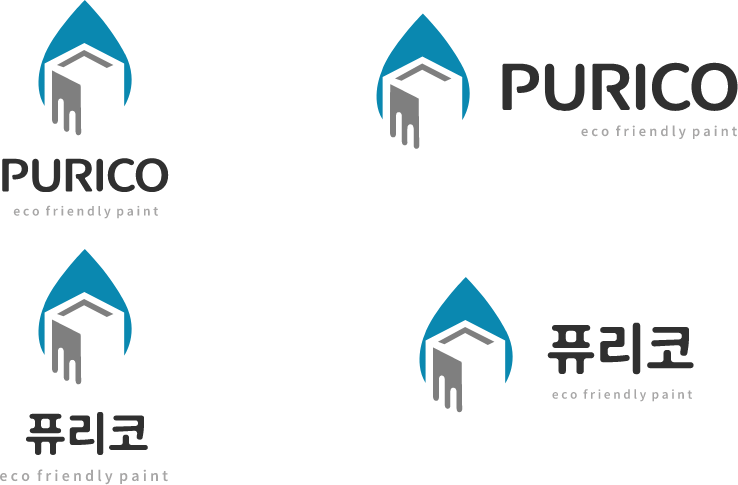 PURICO
eco friendly paint
PURICO
eco friendly paint
퓨리코
eco friendly paint
퓨리코
eco friendly paint